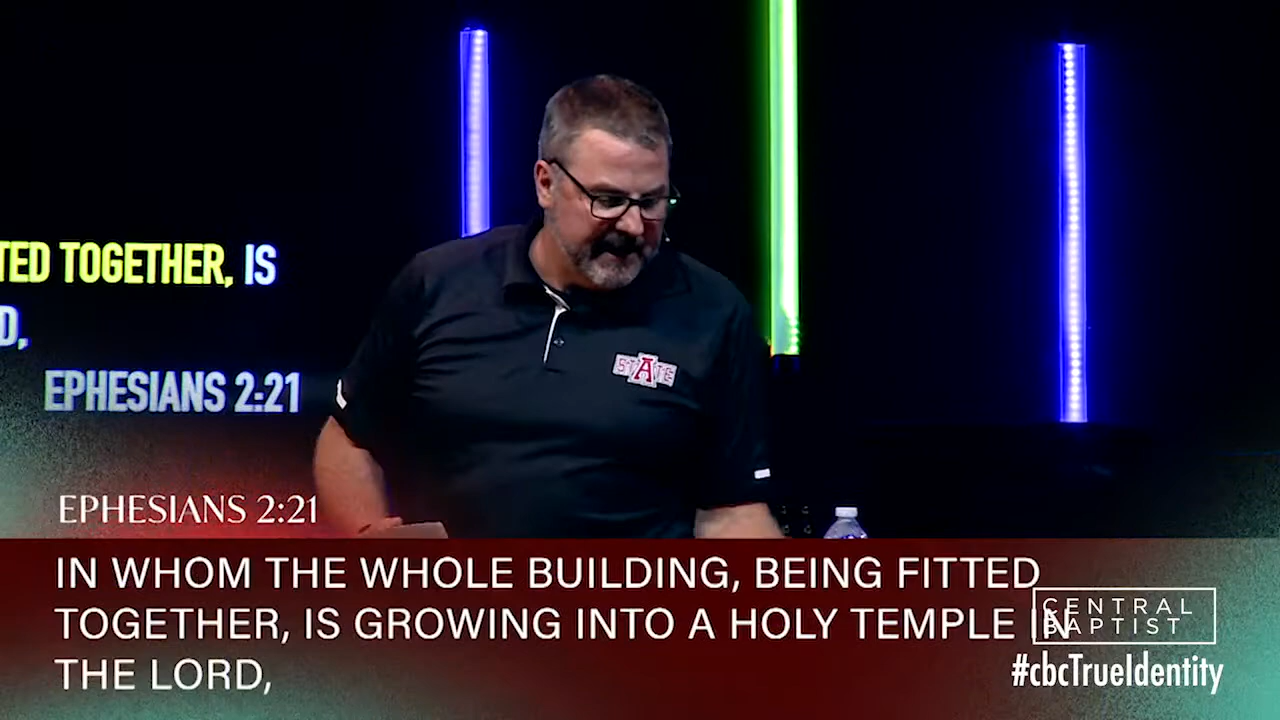 TED TOGETHER, IS
D,
EPHESIANS 2:21
STATE
EPHESIANS 2:21
IN WHOM THE WHOLE BUILDING, BEING FITTED
TOGETHER, IS GROWING INTO A HOLY TEMPLE IN
THE LORD,
CENTRAL
BAPTIST
#cbcTrueIdentity